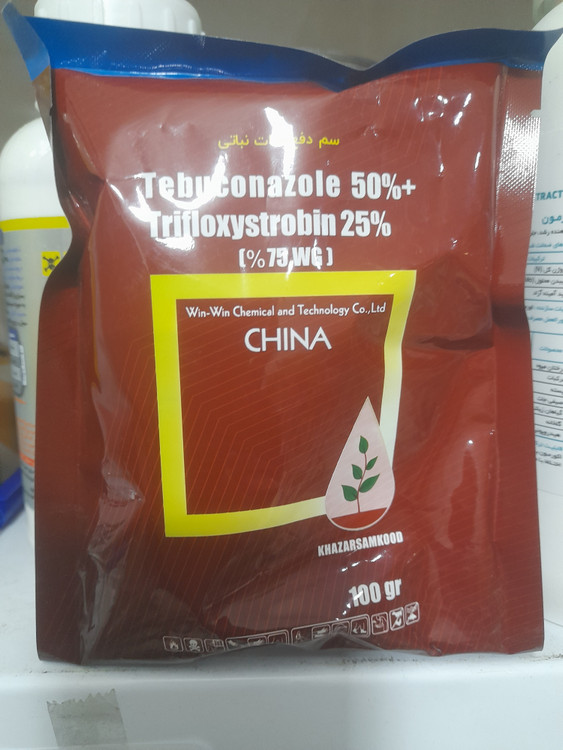 سم دفع آفات نباتی
Tebuconazole 50%+
Trifloxystrobin 25%
(%75,WG)
Win-Win Chemical and Technology Co.,Ltd
CHINA
KHAZARSAMKOOD
100 gr
TRACT